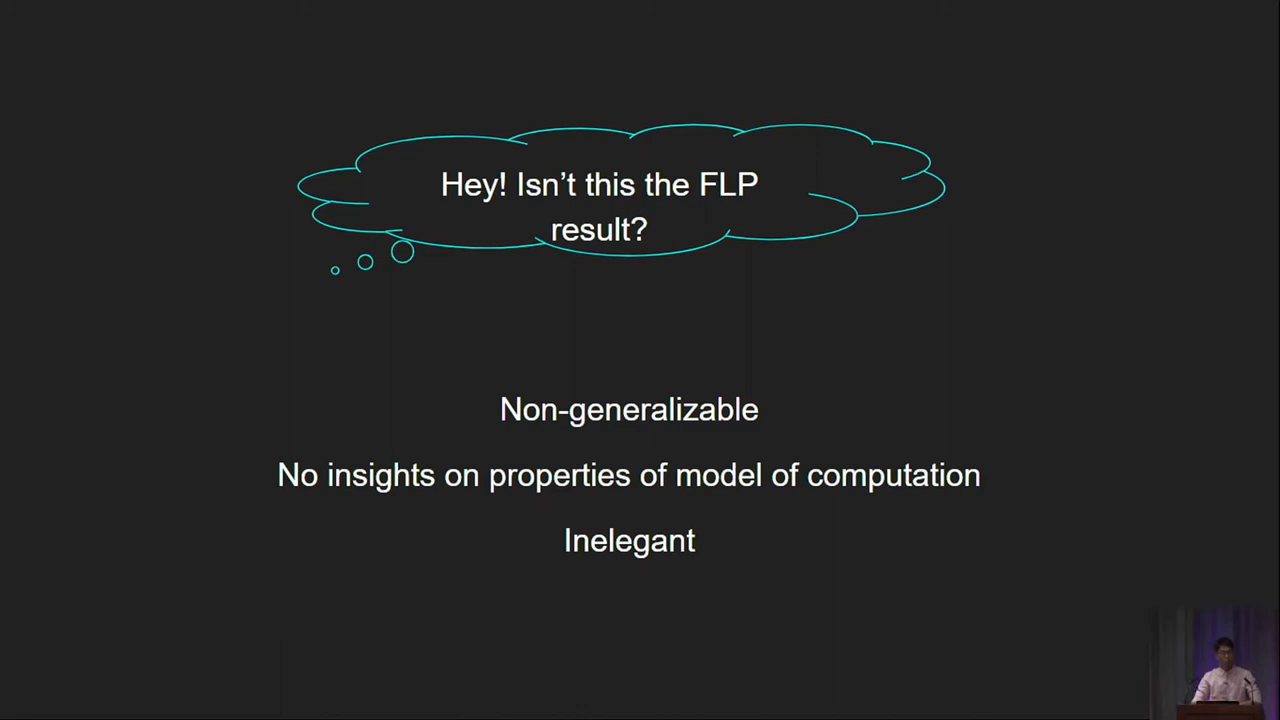 Hey! Isn’t this the FLP
result?
Non-generalizable
No insights on properties of model of computation
Inelegant